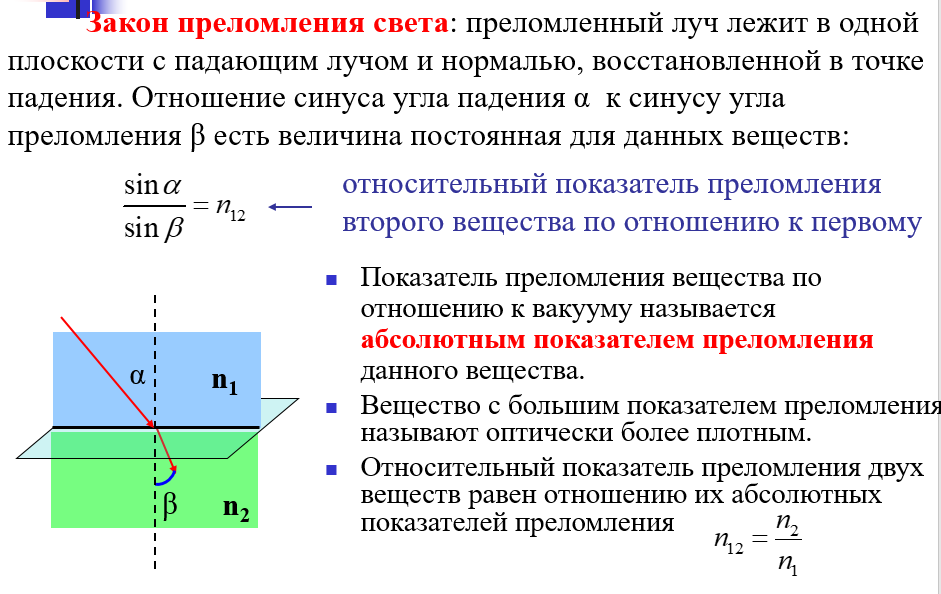 Закон преломления света: преломленный луч лежит в одной
плоскости с падающим лучом и нормалью, восстановленной в точке
падения. Отношение синуса угла падения α к синусу угла
преломления β есть величина постоянная для данных веществ:
sin α / sin β = n₁₂
относительный показатель преломления
второго вещества по отношению к первому
α
n₁
β
n₂
Показатель преломления вещества по
отношению к вакууму называется
абсолютным показателем преломления
данного вещества.
Вещество с большим показателем преломления
называют оптически более плотным.
Относительный показатель преломления двух
веществ равен отношению их абсолютных
показателей преломления
n₁₂ = n₂ / n₁